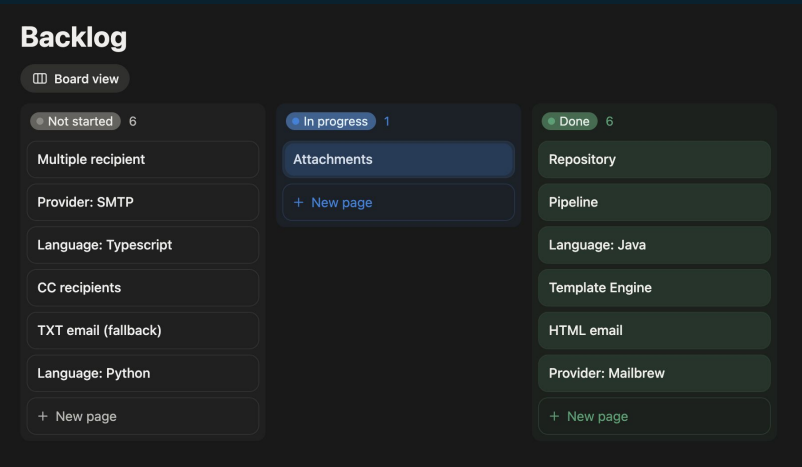 Backlog
Board view
Not started 6
Multiple recipient
Provider: SMTP
Language: Typescript
CC recipients
TXT email (fallback)
Language: Python
+ New page
In progress 1
Attachments
+ New page
Done 6
Repository
Pipeline
Language: Java
Template Engine
HTML email
Provider: Mailbrew
+ New page